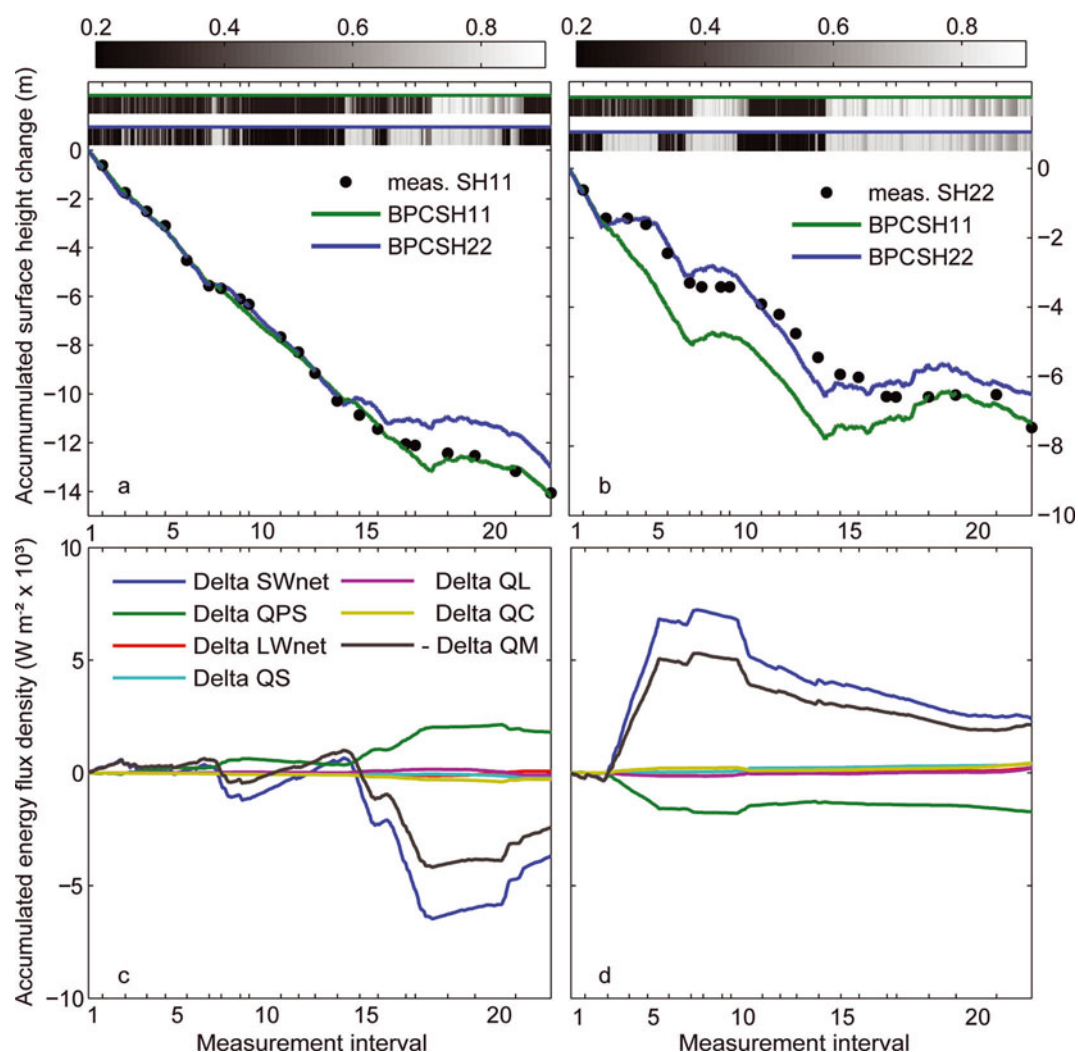 0.2 0.4 0.6 0.8
0.2 0.4 0.6 0.8
Accumulated surface height change (m)
0
−2
−4
−6
−8
−10
−12
−14
meas. SH11
BPCSH11
BPCSH22
a
1 5 10 15 20
meas. SH22
BPCSH11
BPCSH22
b
0
−2
−4
−6
−8
−10
1 5 10 15 20
Accumulated energy flux density (W m⁻² x 10³)
10
5
0
−5
−10
Delta SWnet
Delta QPS
Delta LWnet
Delta QS
Delta QL
Delta QC
- Delta QM
c
1 5 10 15 20
Measurement interval
d
1 5 10 15 20
Measurement interval